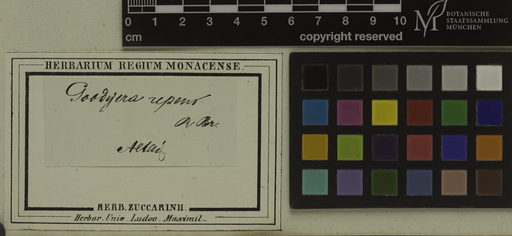 0 1 2 3 4 5 6 7 8 9 10
cm copyright reserved
BOTANISCHE
STAATSSAMMLUNG
MÜNCHEN
HERBARIUM REGIUM MONACENSE.
Goodyera repens
R Br.
Altai
HERB. ZUCCARINII.
Herbar. Univ. Ludov. Maximil.